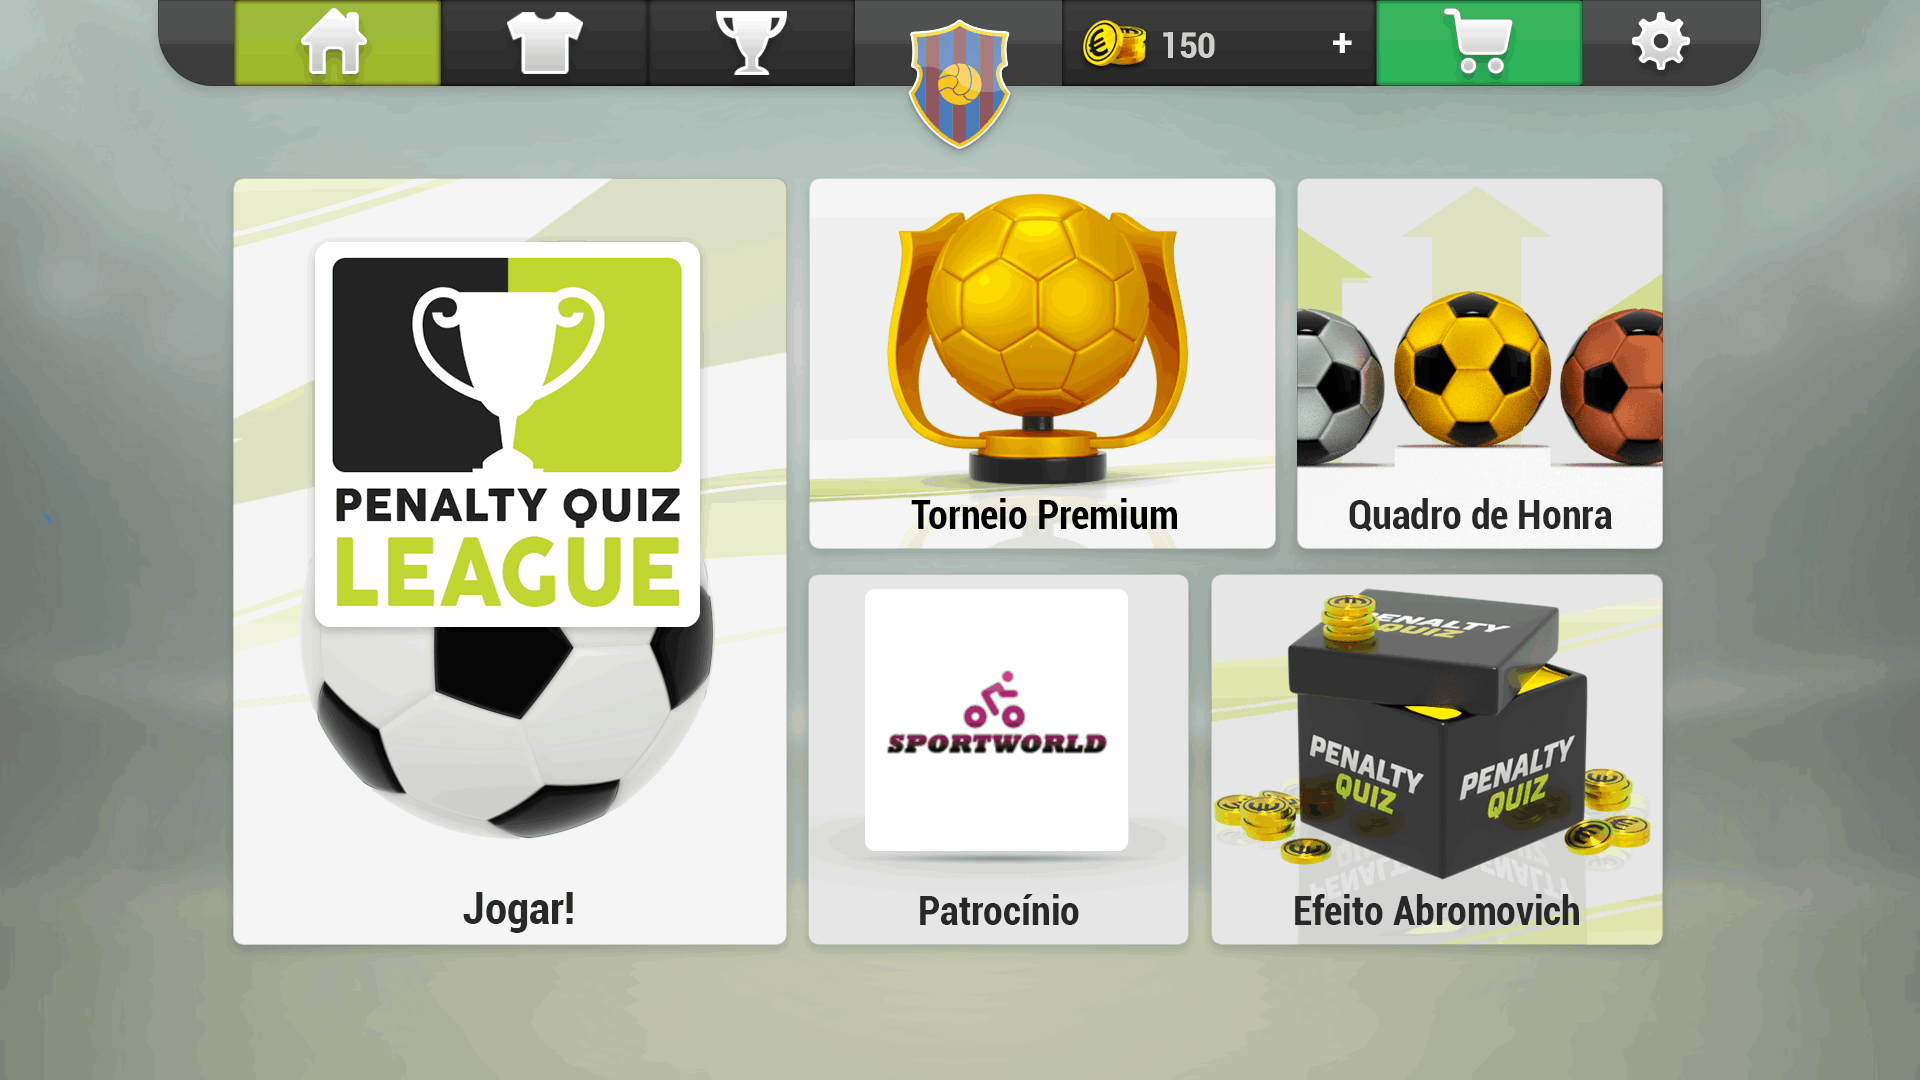 150
+
PENALTY QUIZ
LEAGUE
Jogar!
Torneio Premium
Quadro de Honra
SPORTWORLD
Patrocínio
PENALTY
QUIZ
PENALTY
QUIZ
PENALTY
QUIZ
Efeito Abromovich